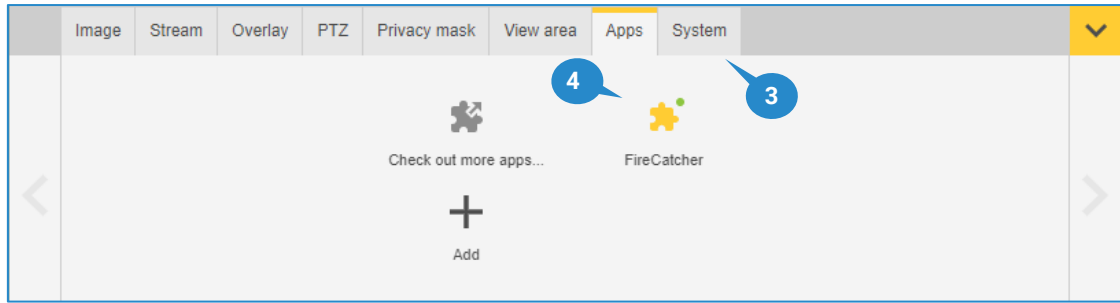 Image Stream Overlay PTZ Privacy mask View area Apps System
4
3
Check out more apps... FireCatcher
Add